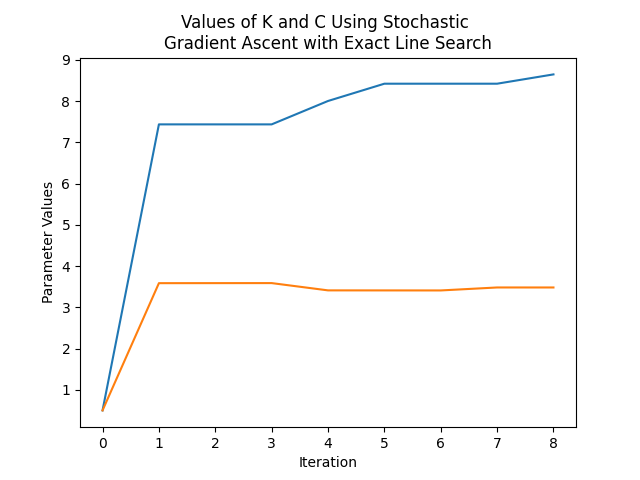 Values of K and C Using Stochastic
Gradient Ascent with Exact Line Search
9
8
7
6
5
4
3
2
1
Parameter Values
0 1 2 3 4 5 6 7 8
Iteration